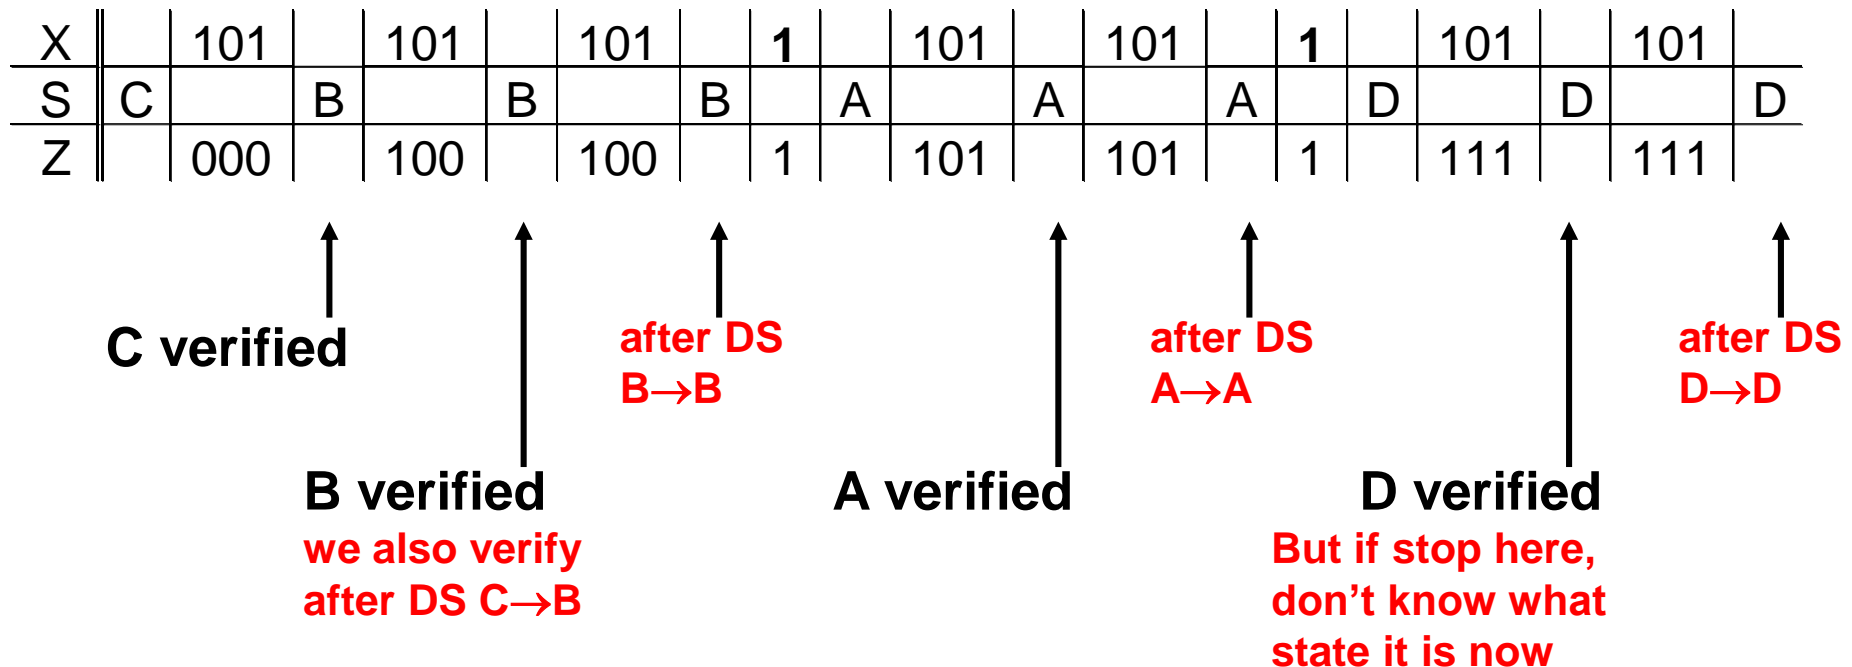 X 101 101 101 1 101 101 1 101 101
S C B B B A A A D D D
Z 000 100 100 1 101 101 1 111 111
C verified
after DS
B→B
after DS
A→A
after DS
D→D
B verified
we also verify
after DS C→B
A verified
D verified
But if stop here,
don't know what
state it is now